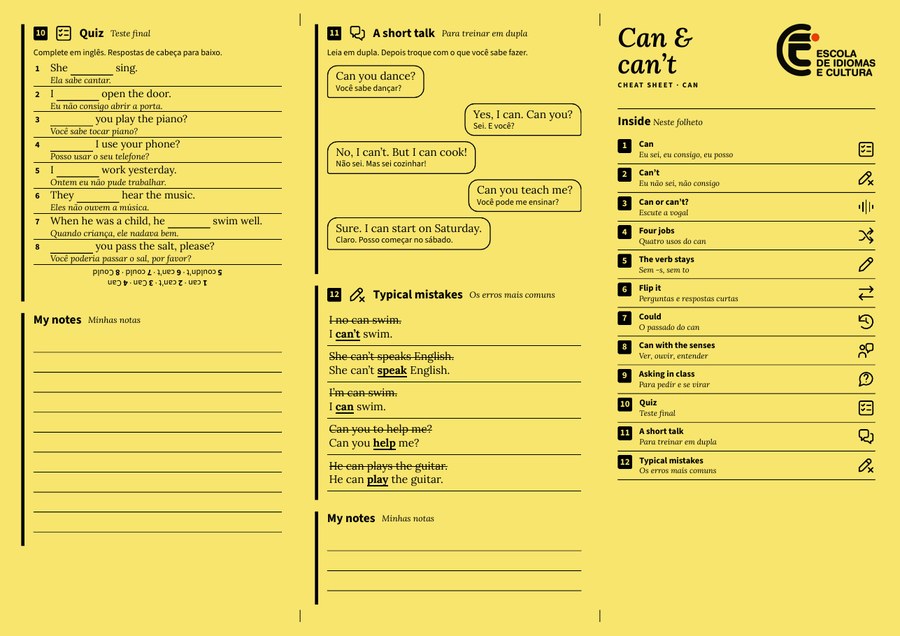 10 Quiz Teste final
Complete em inglês. Respostas de cabeça para baixo.
1 She ________ sing.
Ela sabe cantar.
2 I ________ open the door.
Eu não consigo abrir a porta.
3 ________ you play the piano?
Você sabe tocar piano?
4 ________ I use your phone?
Posso usar o seu telefone?
5 I ________ work yesterday.
Ontem eu não pude trabalhar.
6 They ________ hear the music.
Eles não ouvem a música.
7 When he was a child, he ________ swim well.
Quando criança, ele nadava bem.
8 ________ you pass the salt, please?
Você poderia passar o sal, por favor?
1 can · 2 can't · 3 Can · 4 Can
5 couldn't · 6 can't · 7 could · 8 Could
My notes Minhas notas
11 A short talk Para treinar em dupla
Leia em dupla. Depois troque com o que você sabe fazer.
Can you dance?
Você sabe dançar?
Yes, I can. Can you?
Sei. E você?
No, I can't. But I can cook!
Não sei. Mas sei cozinhar!
Can you teach me?
Você pode me ensinar?
Sure. I can start on Saturday.
Claro. Posso começar no sábado.
12 Typical mistakes Os erros mais comuns
I no can swim.
I can't swim.
She can't speaks English.
She can't speak English.
I'm can swim.
I can swim.
Can you to help me?
Can you help me?
He can plays the guitar.
He can play the guitar.
My notes Minhas notas
Can &
can't
CHEAT SHEET · CAN
ESCOLA
DE IDIOMAS
E CULTURA
Inside Neste folheto
1 Can
Eu sei, eu consigo, eu posso
2 Can't
Eu não sei, não consigo
3 Can or can't?
Escute a vogal
4 Four jobs
Quatro usos do can
5 The verb stays
Sem -s, sem to
6 Flip it
Perguntas e respostas curtas
7 Could
O passado do can
8 Can with the senses
Ver, ouvir, entender
9 Asking in class
Para pedir e se virar
10 Quiz
Teste final
11 A short talk
Para treinar em dupla
12 Typical mistakes
Os erros mais comuns